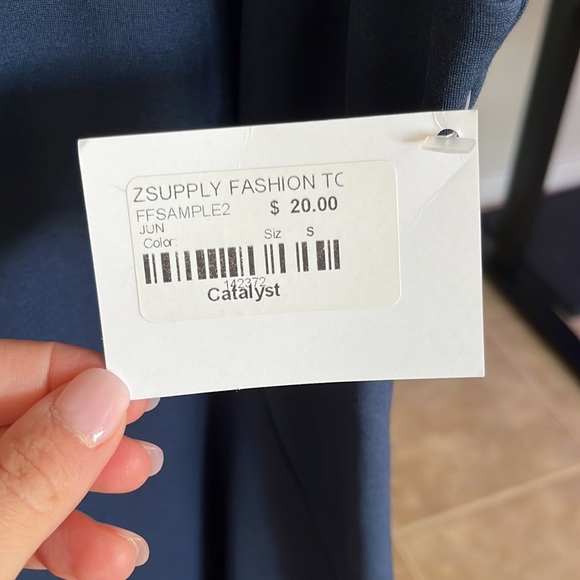 ZSUPPLY FASHION TC
FFSAMPLE2 $ 20.00
JUN
Color: Siz S
142372
Catalyst